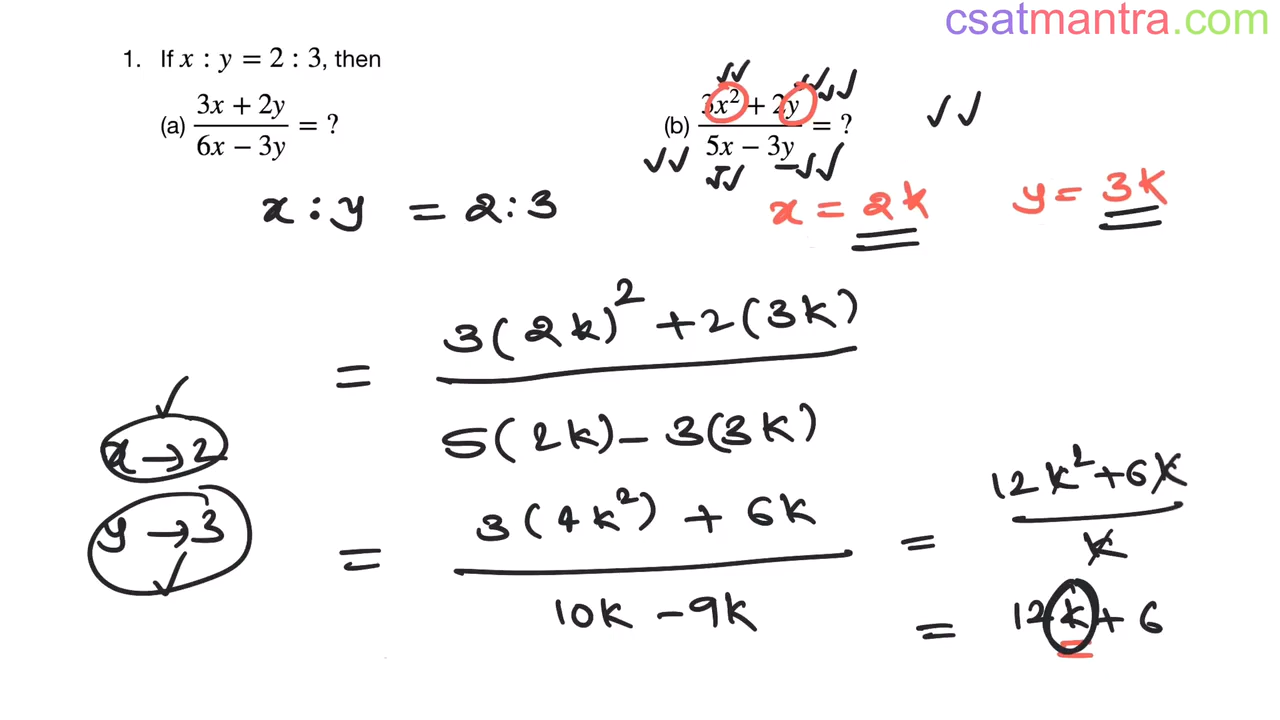 csatmantra.com
1. If x : y = 2 : 3, then
(a) (3x + 2y)/(6x − 3y) = ?
(b) (3x² + 2y)/(5x − 3y) = ?
x : y = 2 : 3
x = 2k
y = 3k
= (3(2k)² + 2(3k))/(5(2k) − 3(3k))
x → 2
y → 3
= (3(4k²) + 6k)/(10k − 9k)
= (12k² + 6k)/k
= 12k + 6